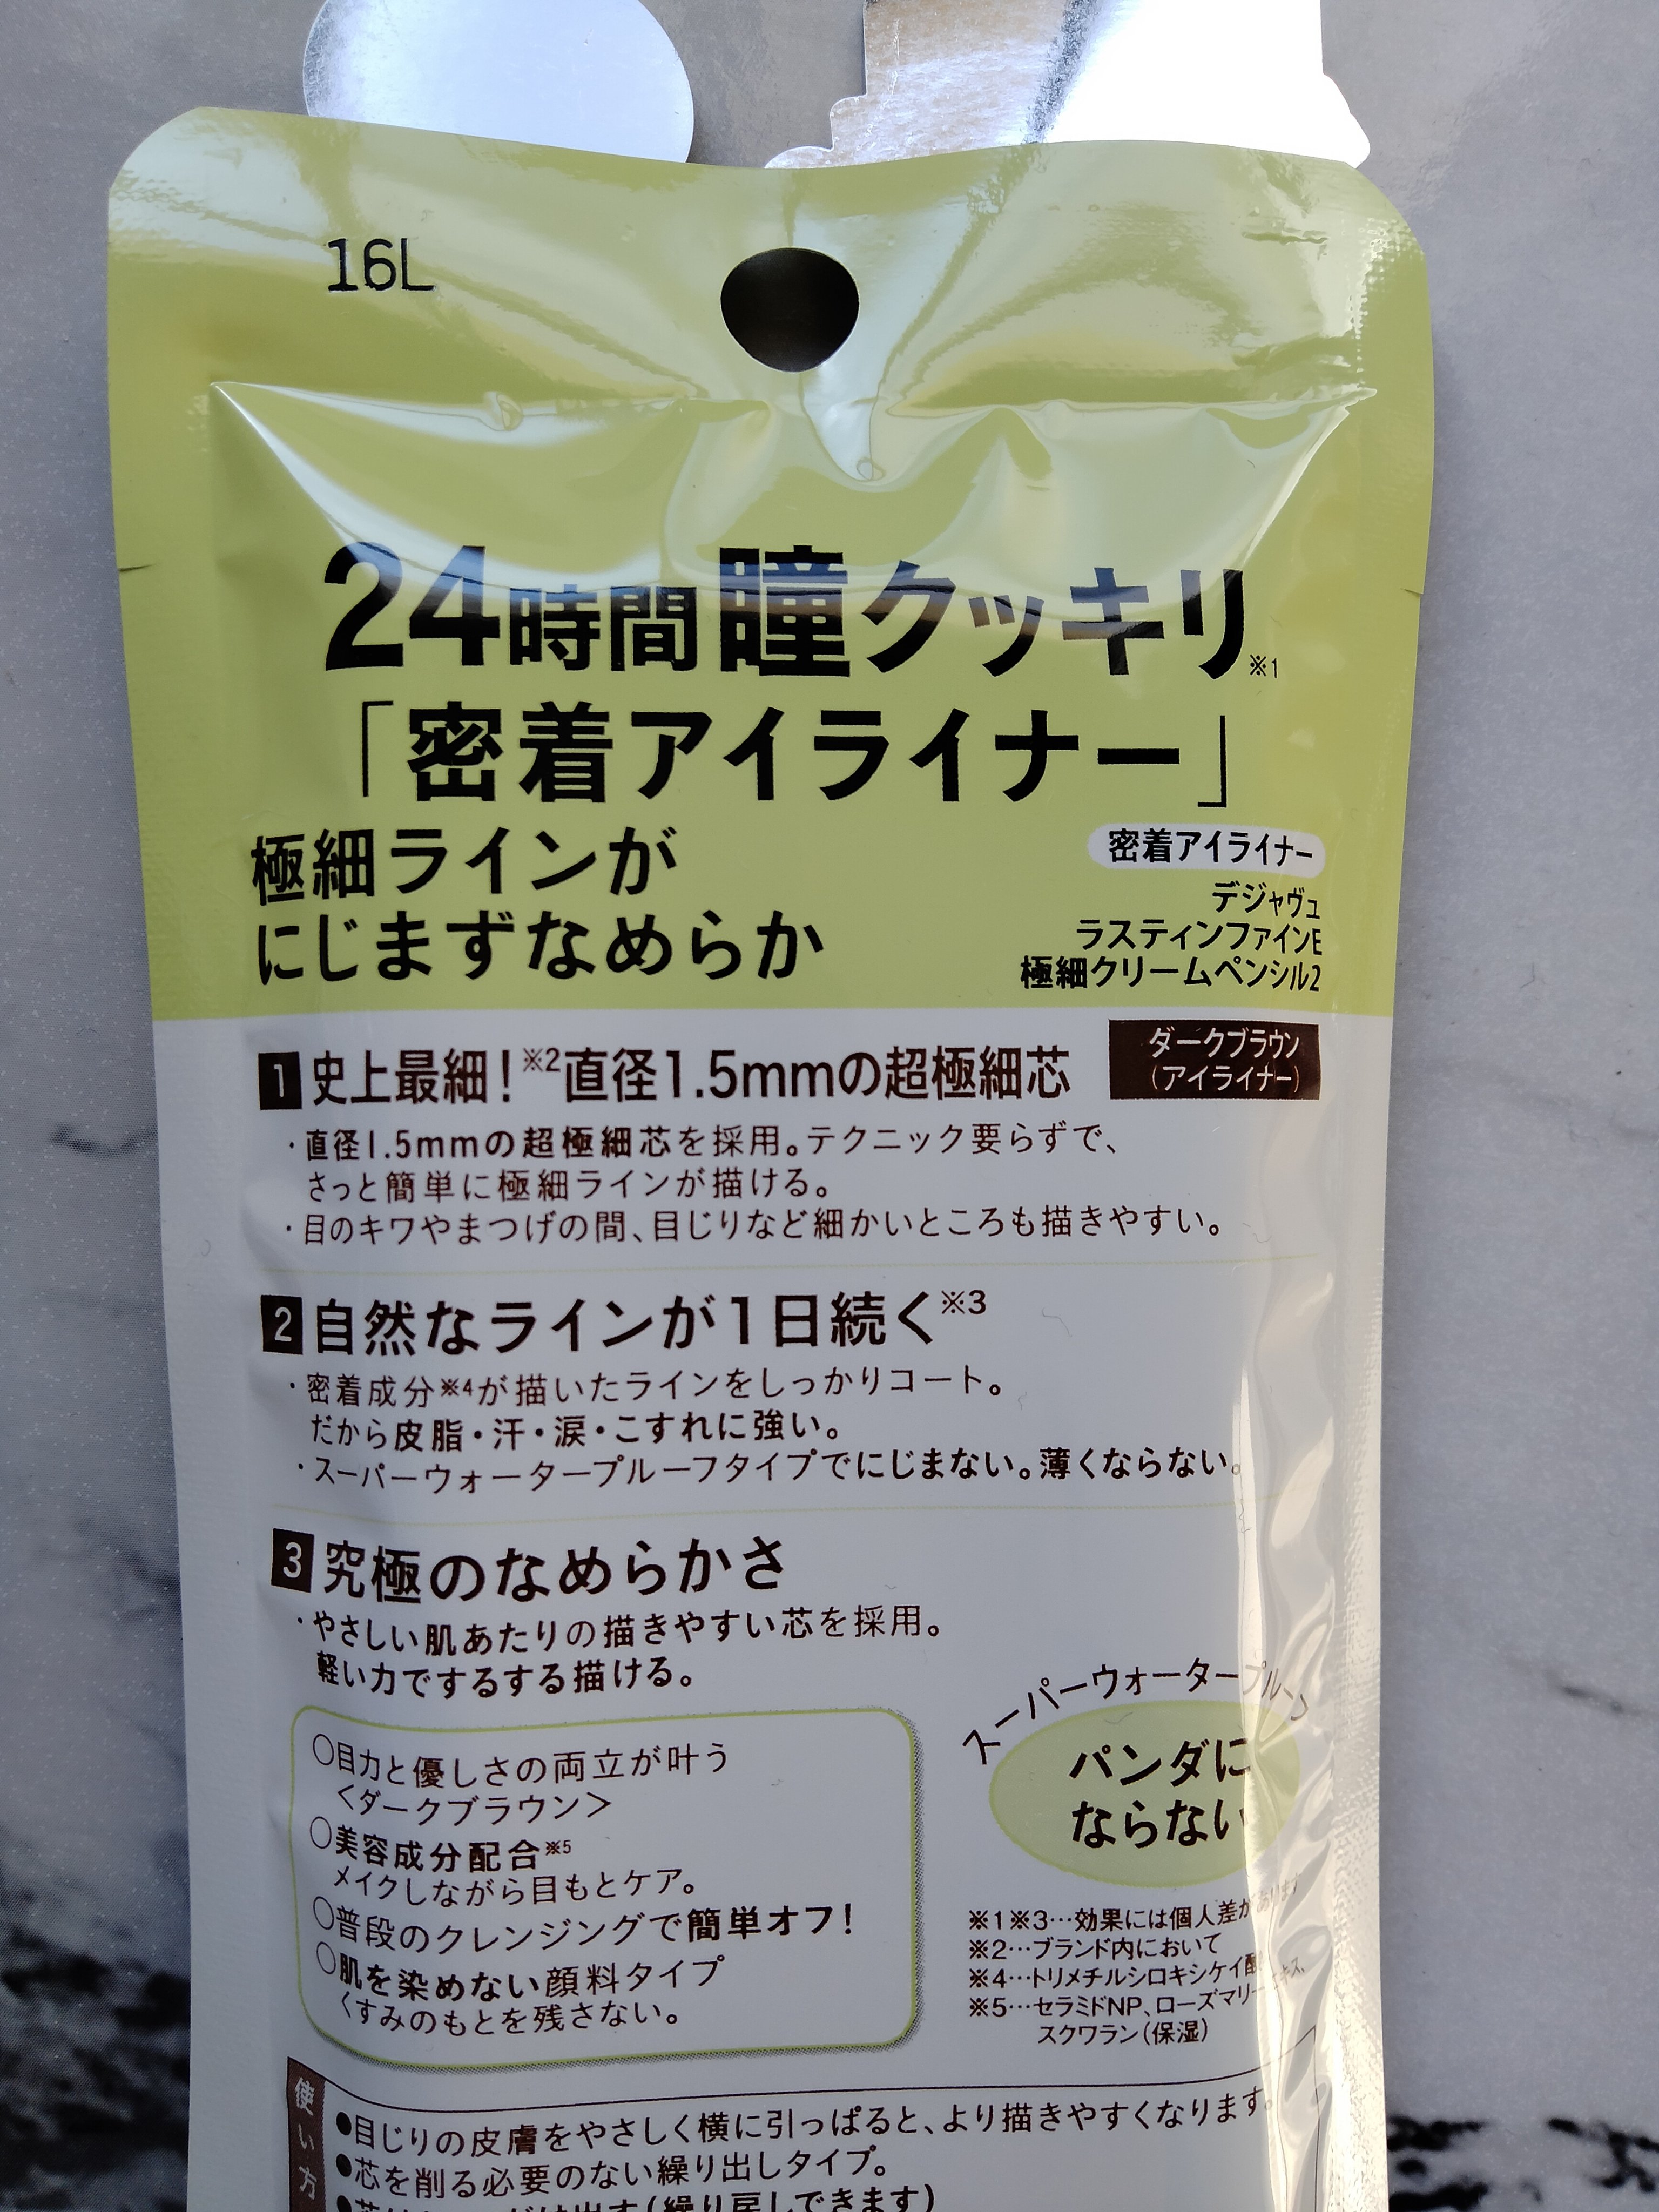 16L
24時間瞳クッキリ※1
「密着アイライナー」
極細ラインが
にじまずなめらか
密着アイライナー
デジャヴュ
ラスティンファインE
極細クリームペンシル2
ダークブラウン
(アイライナー)
1 史上最細!※2直径1.5mmの超極細芯
・直径1.5mmの超極細芯を採用。テクニック要らずで、
さっと簡単に極細ラインが描ける。
・目のキワやまつげの間、目じりなど細かいところも描きやすい。
2 自然なラインが1日続く※3
・密着成分※4が描いたラインをしっかりコート。
だから皮脂・汗・涙・こすれに強い。
・スーパーウォータープルーフタイプでにじまない。薄くならない。
3 究極のなめらかさ
・やさしい肌あたりの描きやすい芯を採用。
軽い力でするする描ける。
○目力と優しさの両立が叶う
<ダークブラウン>
○美容成分配合※5
メイクしながら目もとケア。
○普段のクレンジングで簡単オフ!
○肌を染めない顔料タイプ
くすみのもとを残さない。
スーパーウォータープルーフ
パンダに
ならない
※1※3…効果には個人差があります
※2…ブランド内において
※4…トリメチルシロキシケイ酸
※5…セラミドNP、ローズマリーエキス、
スクワラン(保湿)
使い方
●目じりの皮膚をやさしく横に引っぱると、より描きやすくなります。
●芯を削る必要のない繰り出しタイプ。
(繰り戻しできます)